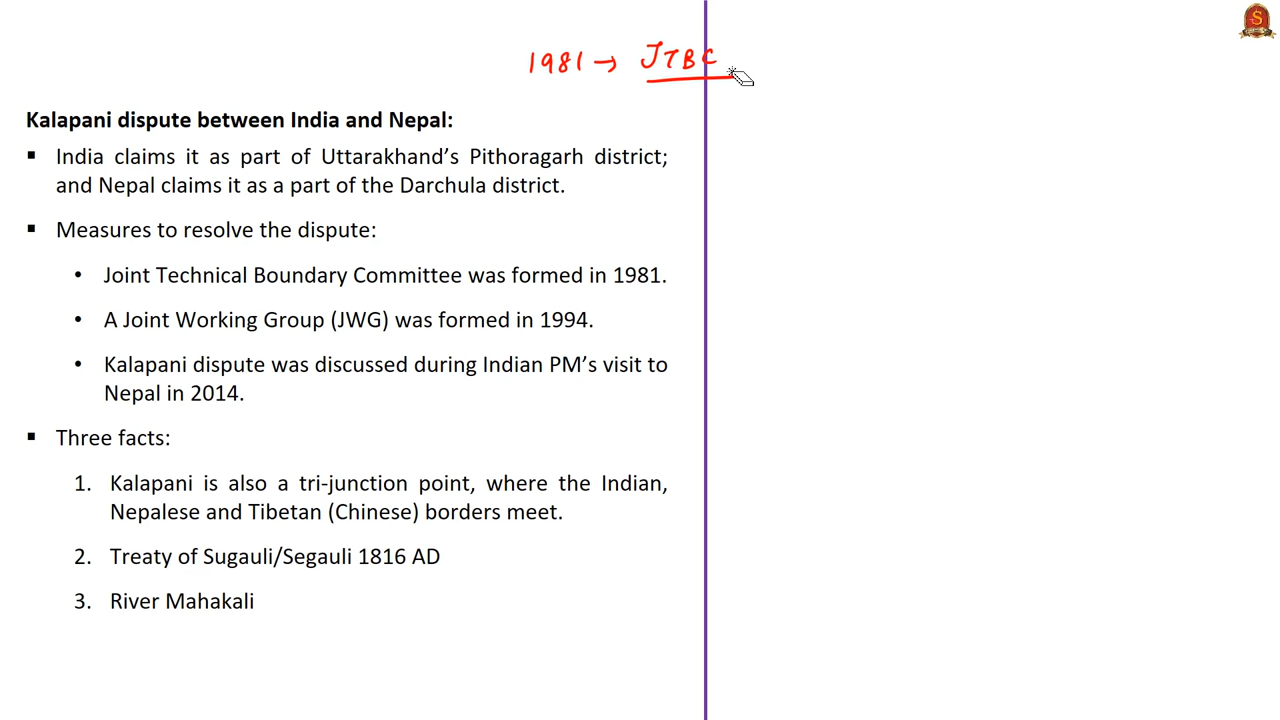 1981 → JTBC
Kalapani dispute between India and Nepal:
▪ India claims it as part of Uttarakhand’s Pithoragarh district;
and Nepal claims it as a part of the Darchula district.
▪ Measures to resolve the dispute:
• Joint Technical Boundary Committee was formed in 1981.
• A Joint Working Group (JWG) was formed in 1994.
• Kalapani dispute was discussed during Indian PM’s visit to
Nepal in 2014.
▪ Three facts:
1. Kalapani is also a tri-junction point, where the Indian,
Nepalese and Tibetan (Chinese) borders meet.
2. Treaty of Sugauli/Segauli 1816 AD
3. River Mahakali